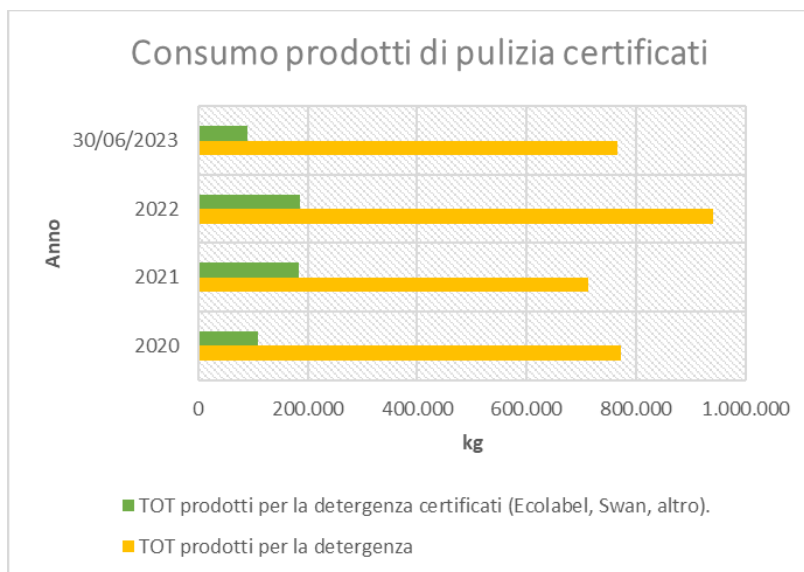 Consumo prodotti di pulizia certificati
30/06/2023
2022
2021
2020
Anno
0 200.000 400.000 600.000 800.000 1.000.000
kg
TOT prodotti per la detergenza certificati (Ecolabel, Swan, altro).
TOT prodotti per la detergenza